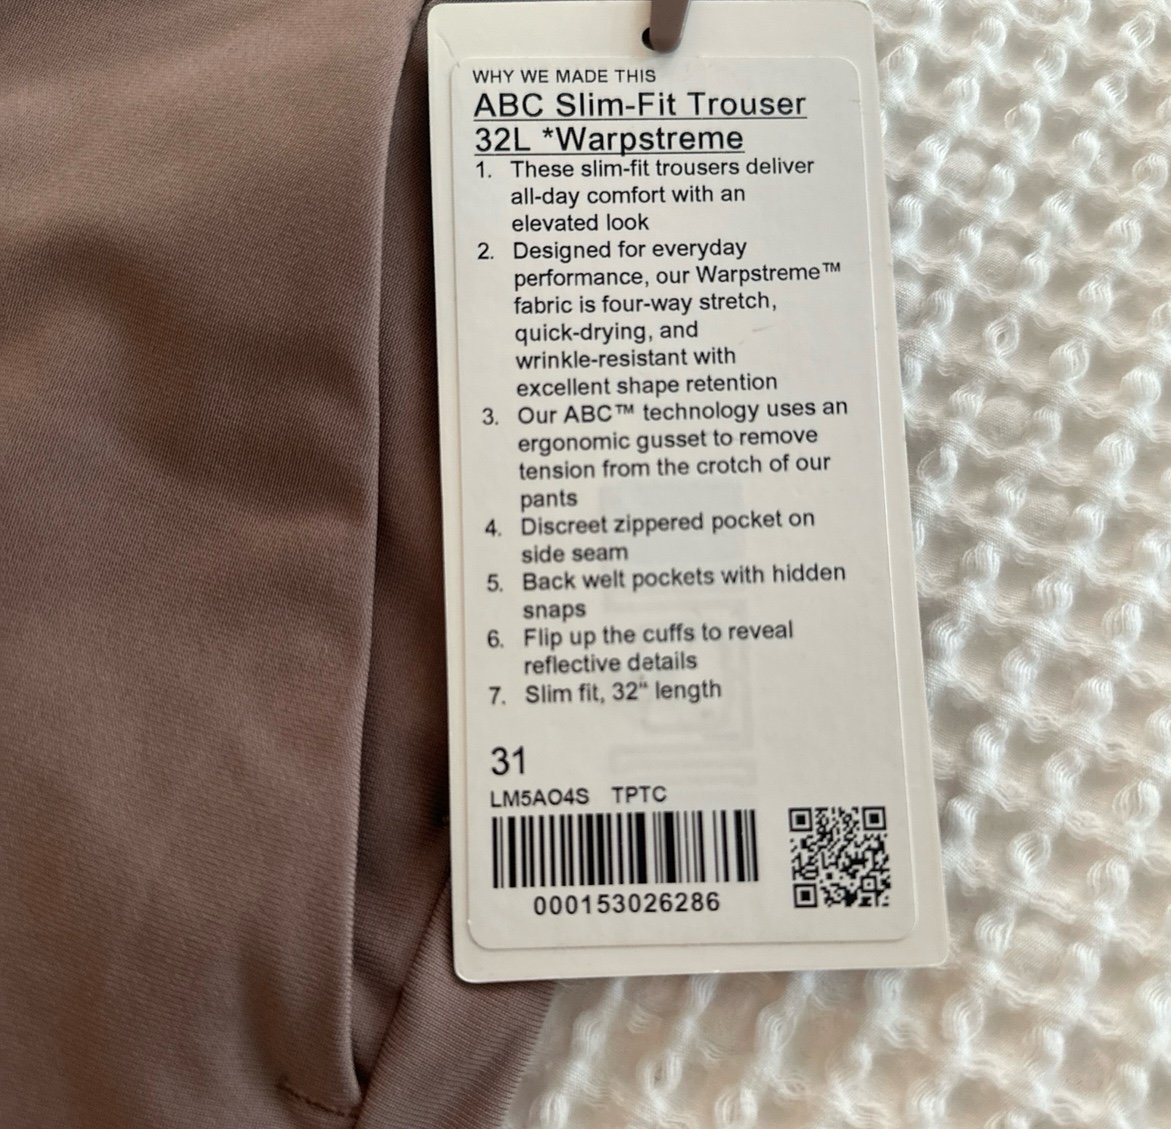 WHY WE MADE THIS
ABC Slim-Fit Trouser
32L *Warpstreme
1. These slim-fit trousers deliver
all-day comfort with an
elevated look
2. Designed for everyday
performance, our Warpstreme™
fabric is four-way stretch,
quick-drying, and
wrinkle-resistant with
excellent shape retention
3. Our ABC™ technology uses an
ergonomic gusset to remove
tension from the crotch of our
pants
4. Discreet zippered pocket on
side seam
5. Back welt pockets with hidden
snaps
6. Flip up the cuffs to reveal
reflective details
7. Slim fit, 32" length
31
LM5AO4S TPTC
000153026286